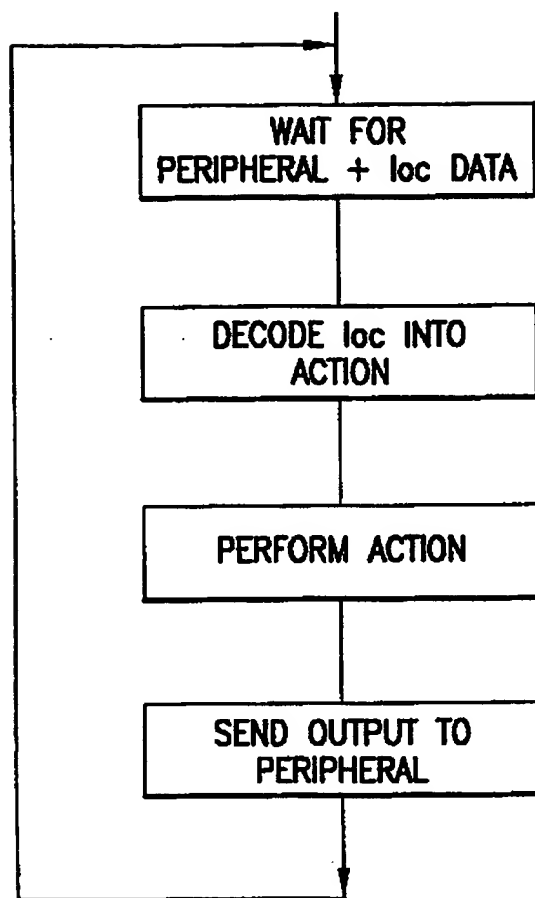 WAIT FOR
PERIPHERAL + loc DATA
DECODE loc INTO
ACTION
PERFORM ACTION
SEND OUTPUT TO
PERIPHERAL